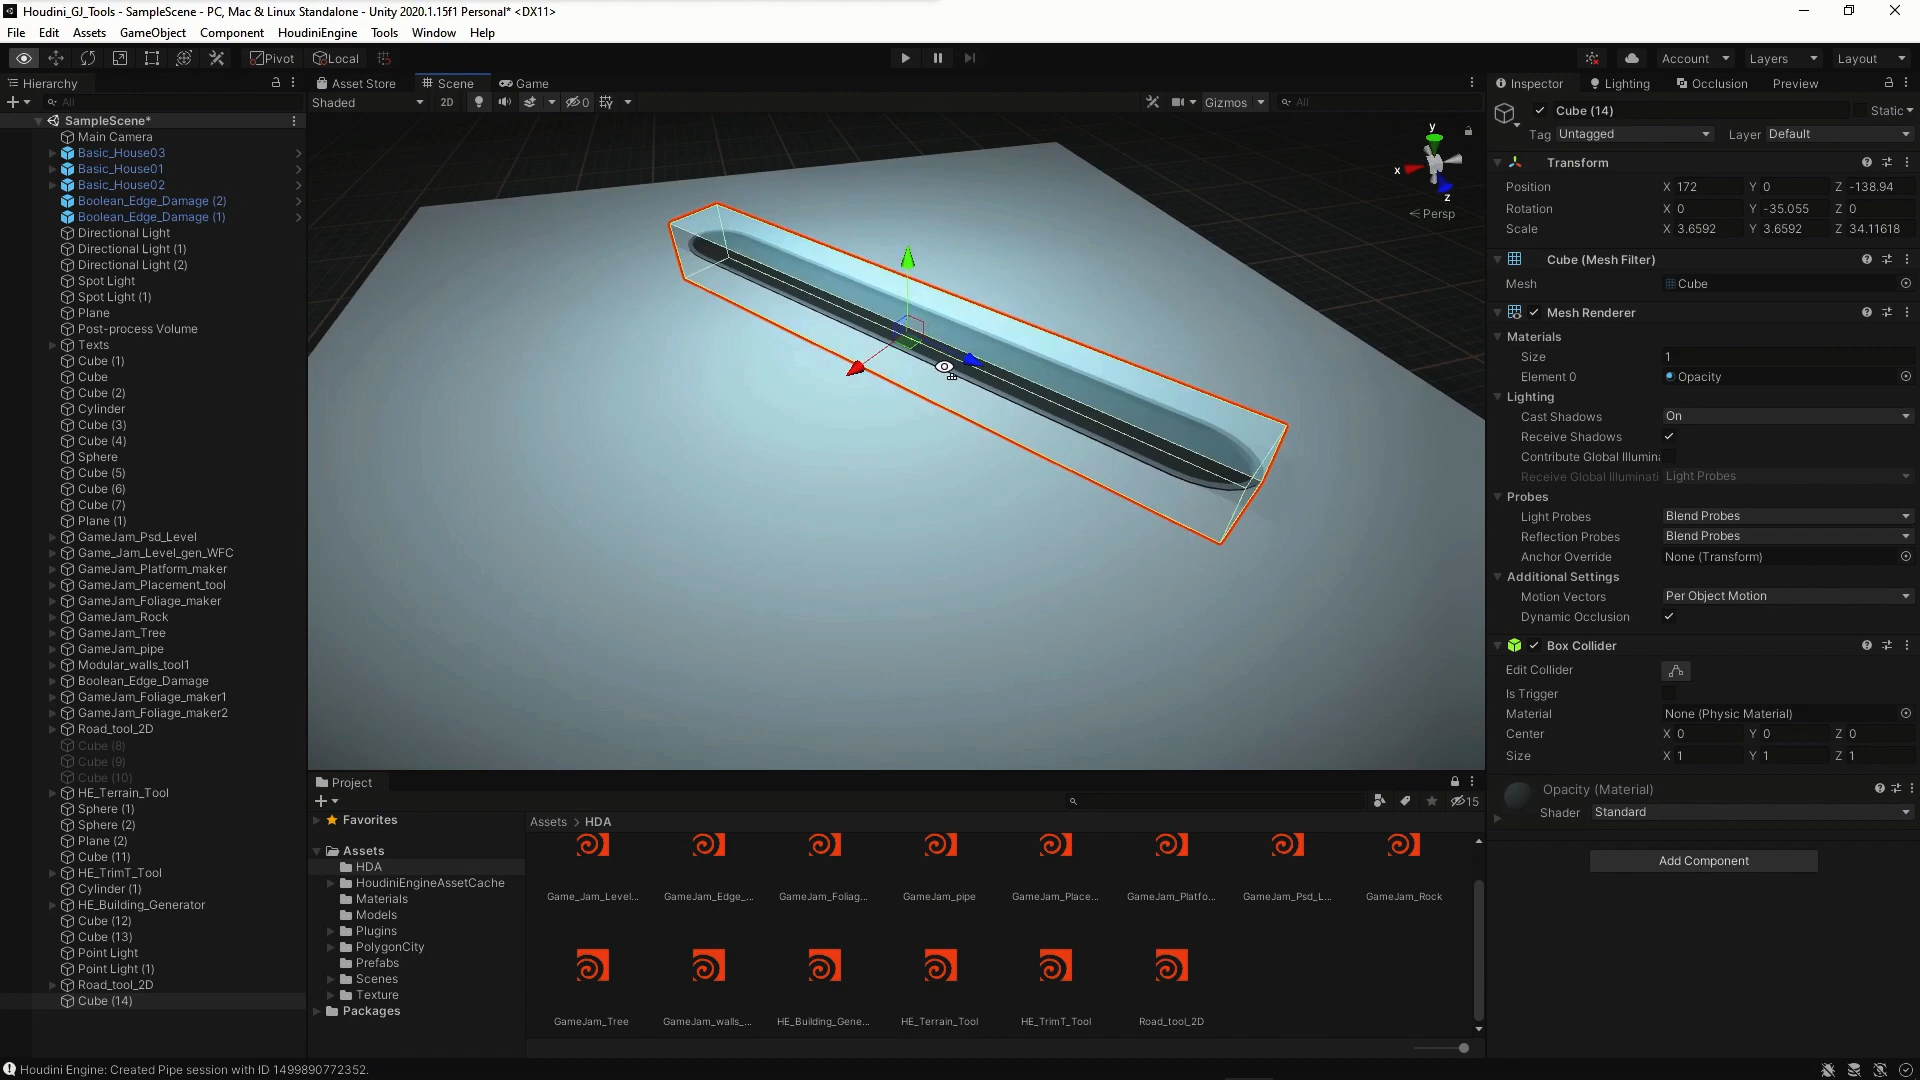 Houdini_GJ_Tools - SampleScene - PC, Mac & Linux Standalone - Unity 2020.1.15f1 Personal* <DX11>
File Edit Assets GameObject Component HoudiniEngine Tools Window Help
Pivot Local Account Layers Layout
Hierarchy
All
SampleScene*
Main Camera
Basic_House03
Basic_House01
Basic_House02
Boolean_Edge_Damage (2)
Boolean_Edge_Damage (1)
Directional Light
Directional Light (1)
Directional Light (2)
Spot Light
Spot Light (1)
Plane
Post-process Volume
Texts
Cube (1)
Cube
Cube (2)
Cylinder
Cube (3)
Cube (4)
Sphere
Cube (5)
Cube (6)
Cube (7)
Plane (1)
GameJam_Psd_Level
Game_Jam_Level_gen_WFC
GameJam_Platform_maker
GameJam_Placement_tool
GameJam_Foliage_maker
GameJam_Rock
GameJam_Tree
GameJam_pipe
Modular_walls_tool1
Boolean_Edge_Damage
GameJam_Foliage_maker1
GameJam_Foliage_maker2
Road_tool_2D
Cube (8)
Cube (9)
Cube (10)
HE_Terrain_Tool
Sphere (1)
Sphere (2)
Plane (2)
Cube (11)
HE_TrimT_Tool
Cylinder (1)
HE_Building_Generator
Cube (12)
Cube (13)
Point Light
Point Light (1)
Road_tool_2D
Cube (14)
Asset Store Scene Game
Shaded 2D 0 Gizmos All
y
x
z
Persp
Project
15
Favorites
Assets
HDA
HoudiniEngineAssetCache
Materials
Models
Plugins
PolygonCity
Prefabs
Scenes
Texture
Packages
Assets > HDA
Game_Jam_Level... GameJam_Edge_... GameJam_Foliag... GameJam_pipe GameJam_Place... GameJam_Platfo... GameJam_Psd_L... GameJam_Rock
GameJam_Tree GameJam_walls_... HE_Building_Gene... HE_Terrain_Tool HE_TrimT_Tool Road_tool_2D
Inspector Lighting Occlusion Preview
Cube (14) Static
Tag Untagged Layer Default
Transform
Position X 172 Y 0 Z -138.94
Rotation X 0 Y -35.055 Z 0
Scale X 3.6592 Y 3.6592 Z 34.11618
Cube (Mesh Filter)
Mesh Cube
Mesh Renderer
Materials
Size 1
Element 0 Opacity
Lighting
Cast Shadows On
Receive Shadows
Contribute Global Illumina
Receive Global Illuminati Light Probes
Probes
Light Probes Blend Probes
Reflection Probes Blend Probes
Anchor Override None (Transform)
Additional Settings
Motion Vectors Per Object Motion
Dynamic Occlusion
Box Collider
Edit Collider
Is Trigger
Material None (Physic Material)
Center X 0 Y 0 Z 0
Size X 1 Y 1 Z 1
Opacity (Material)
Shader Standard
Add Component
Houdini Engine: Created Pipe session with ID 1499890772352.